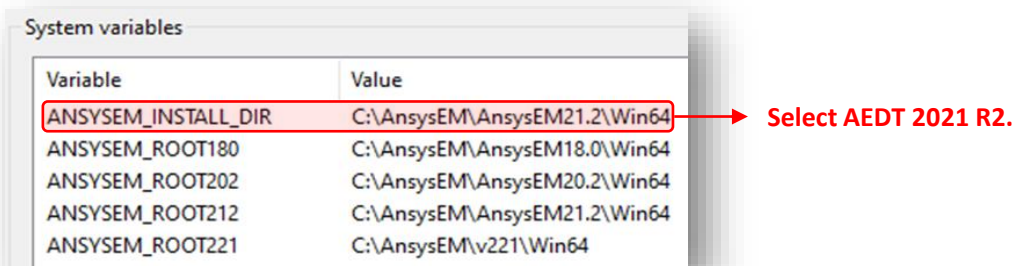 System variables
Variable Value
ANSYSEM_INSTALL_DIR C:\AnsysEM\AnsysEM21.2\Win64 Select AEDT 2021 R2.
ANSYSEM_ROOT180 C:\AnsysEM\AnsysEM18.0\Win64
ANSYSEM_ROOT202 C:\AnsysEM\AnsysEM20.2\Win64
ANSYSEM_ROOT212 C:\AnsysEM\AnsysEM21.2\Win64
ANSYSEM_ROOT221 C:\AnsysEM\v221\Win64